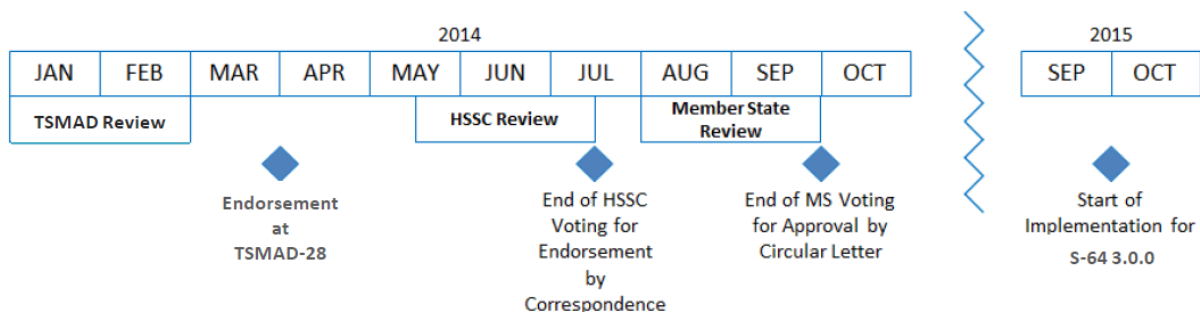 2014
2015
JAN FEB MAR APR MAY JUN JUL AUG SEP OCT
SEP OCT
TSMAD Review
HSSC Review
Member State
Review
Endorsement
at
TSMAD-28
End of HSSC
Voting for
Endorsement
by
Correspondence
End of MS Voting
for Approval by
Circular Letter
Start of
Implementation for
S-64 3.0.0